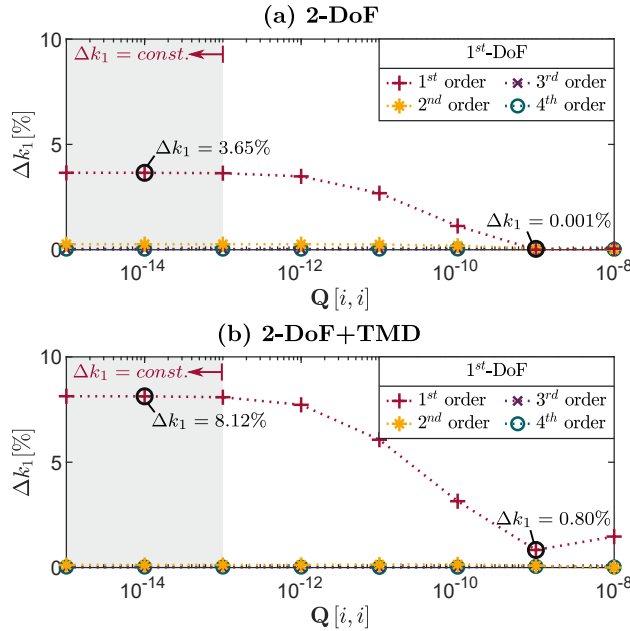 (a) 2-DoF
10
5
0
Δk₁[%]
Δk₁ = const.
1ˢᵗ-DoF
1ˢᵗ order
3ʳᵈ order
2ⁿᵈ order
4ᵗʰ order
Δk₁ = 3.65%
Δk₁ = 0.001%
10⁻¹⁴
10⁻¹²
10⁻¹⁰
10⁻⁸
Q [i, i]
(b) 2-DoF+TMD
10
5
0
Δk₁[%]
Δk₁ = const.
1ˢᵗ-DoF
1ˢᵗ order
3ʳᵈ order
2ⁿᵈ order
4ᵗʰ order
Δk₁ = 8.12%
Δk₁ = 0.80%
10⁻¹⁴
10⁻¹²
10⁻¹⁰
10⁻⁸
Q [i, i]